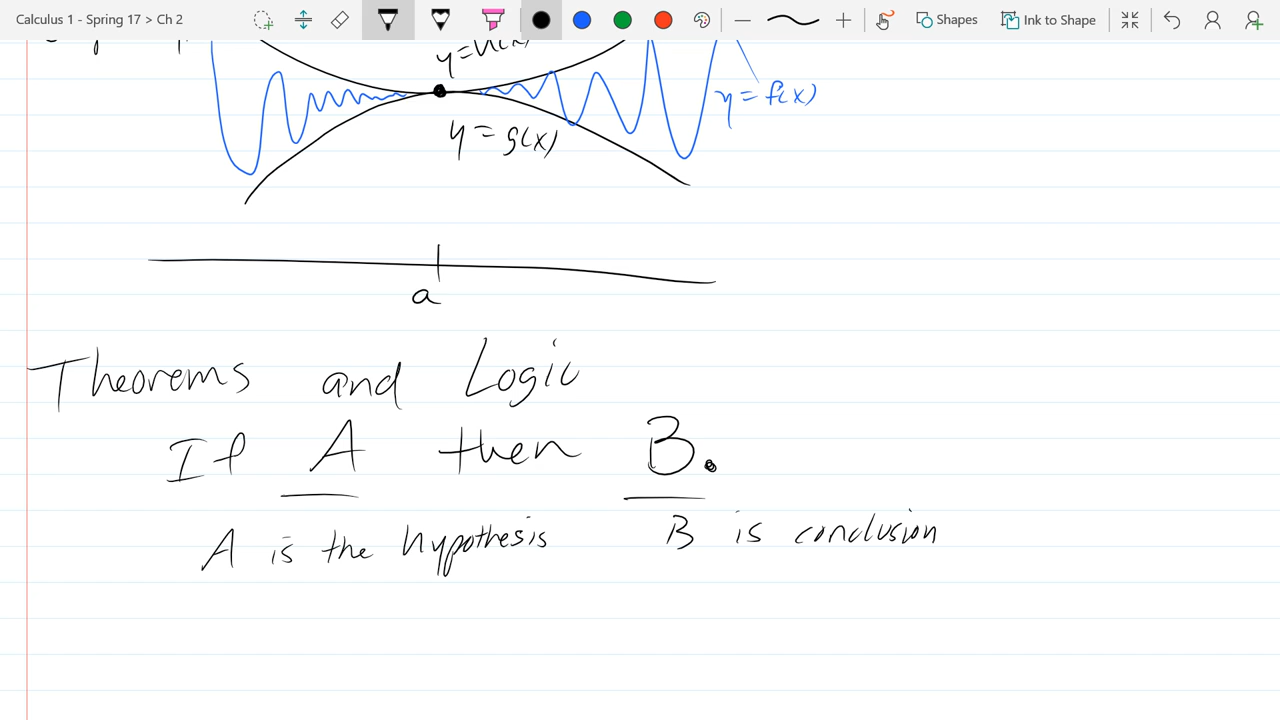 Calculus 1 - Spring 17 > Ch 2
Shapes
Ink to Shape
y = h(x)
y = f(x)
y = g(x)
a
Theorems and Logic
If A then B.
A is the hypothesis B is conclusion